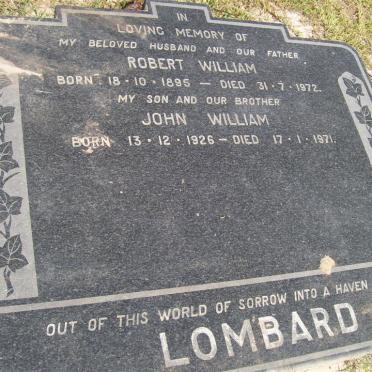 IN
LOVING MEMORY OF
MY BELOVED HUSBAND AND OUR FATHER
ROBERT WILLIAM
BORN 18·10·1895 – DIED 31·7·1972.
MY SON AND OUR BROTHER
JOHN WILLIAM
BORN 13·12·1926 – DIED 17·1·1971.
OUT OF THIS WORLD OF SORROW INTO A HAVEN
LOMBARD